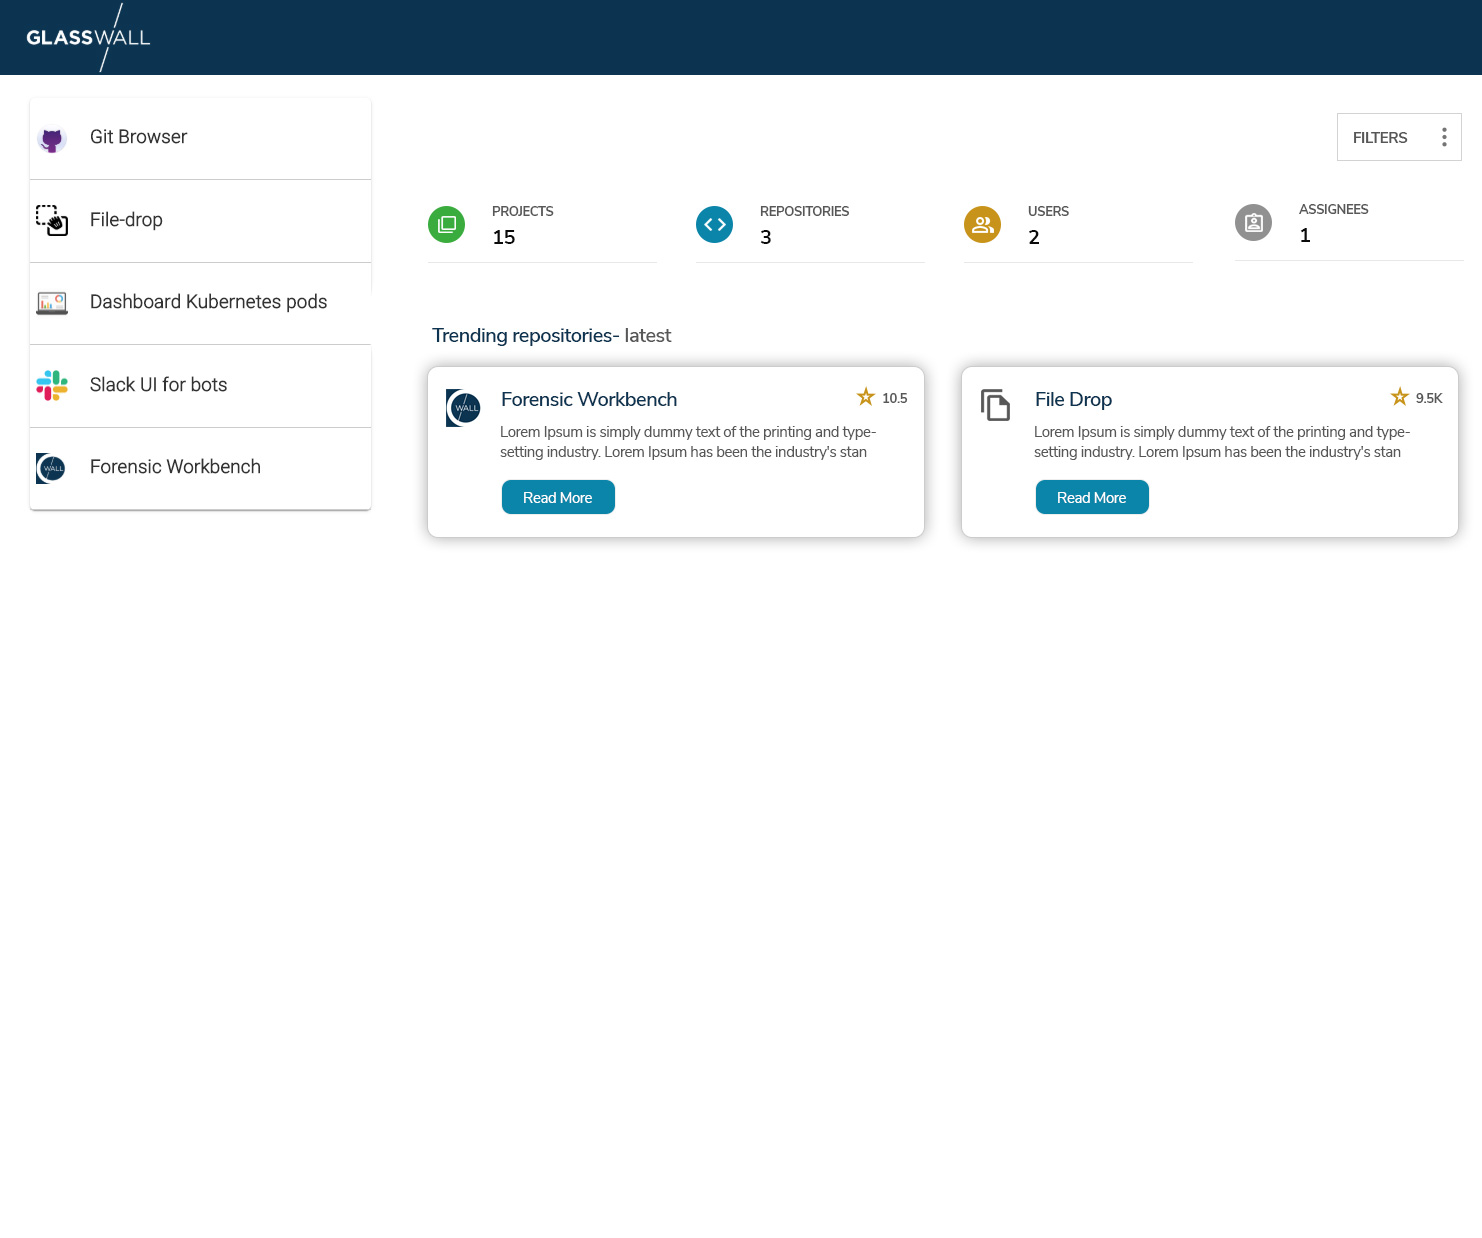 GLASSWALL
Git Browser
File-drop
Dashboard Kubernetes pods
Slack UI for bots
WALL
Forensic Workbench
FILTERS
PROJECTS
15
REPOSITORIES
3
USERS
2
ASSIGNEES
1
Trending repositories- latest
WALL
Forensic Workbench
10.5
Lorem Ipsum is simply dummy text of the printing and type-
setting industry. Lorem Ipsum has been the industry's stan
Read More
File Drop
9.5K
Lorem Ipsum is simply dummy text of the printing and type-
setting industry. Lorem Ipsum has been the industry's stan
Read More